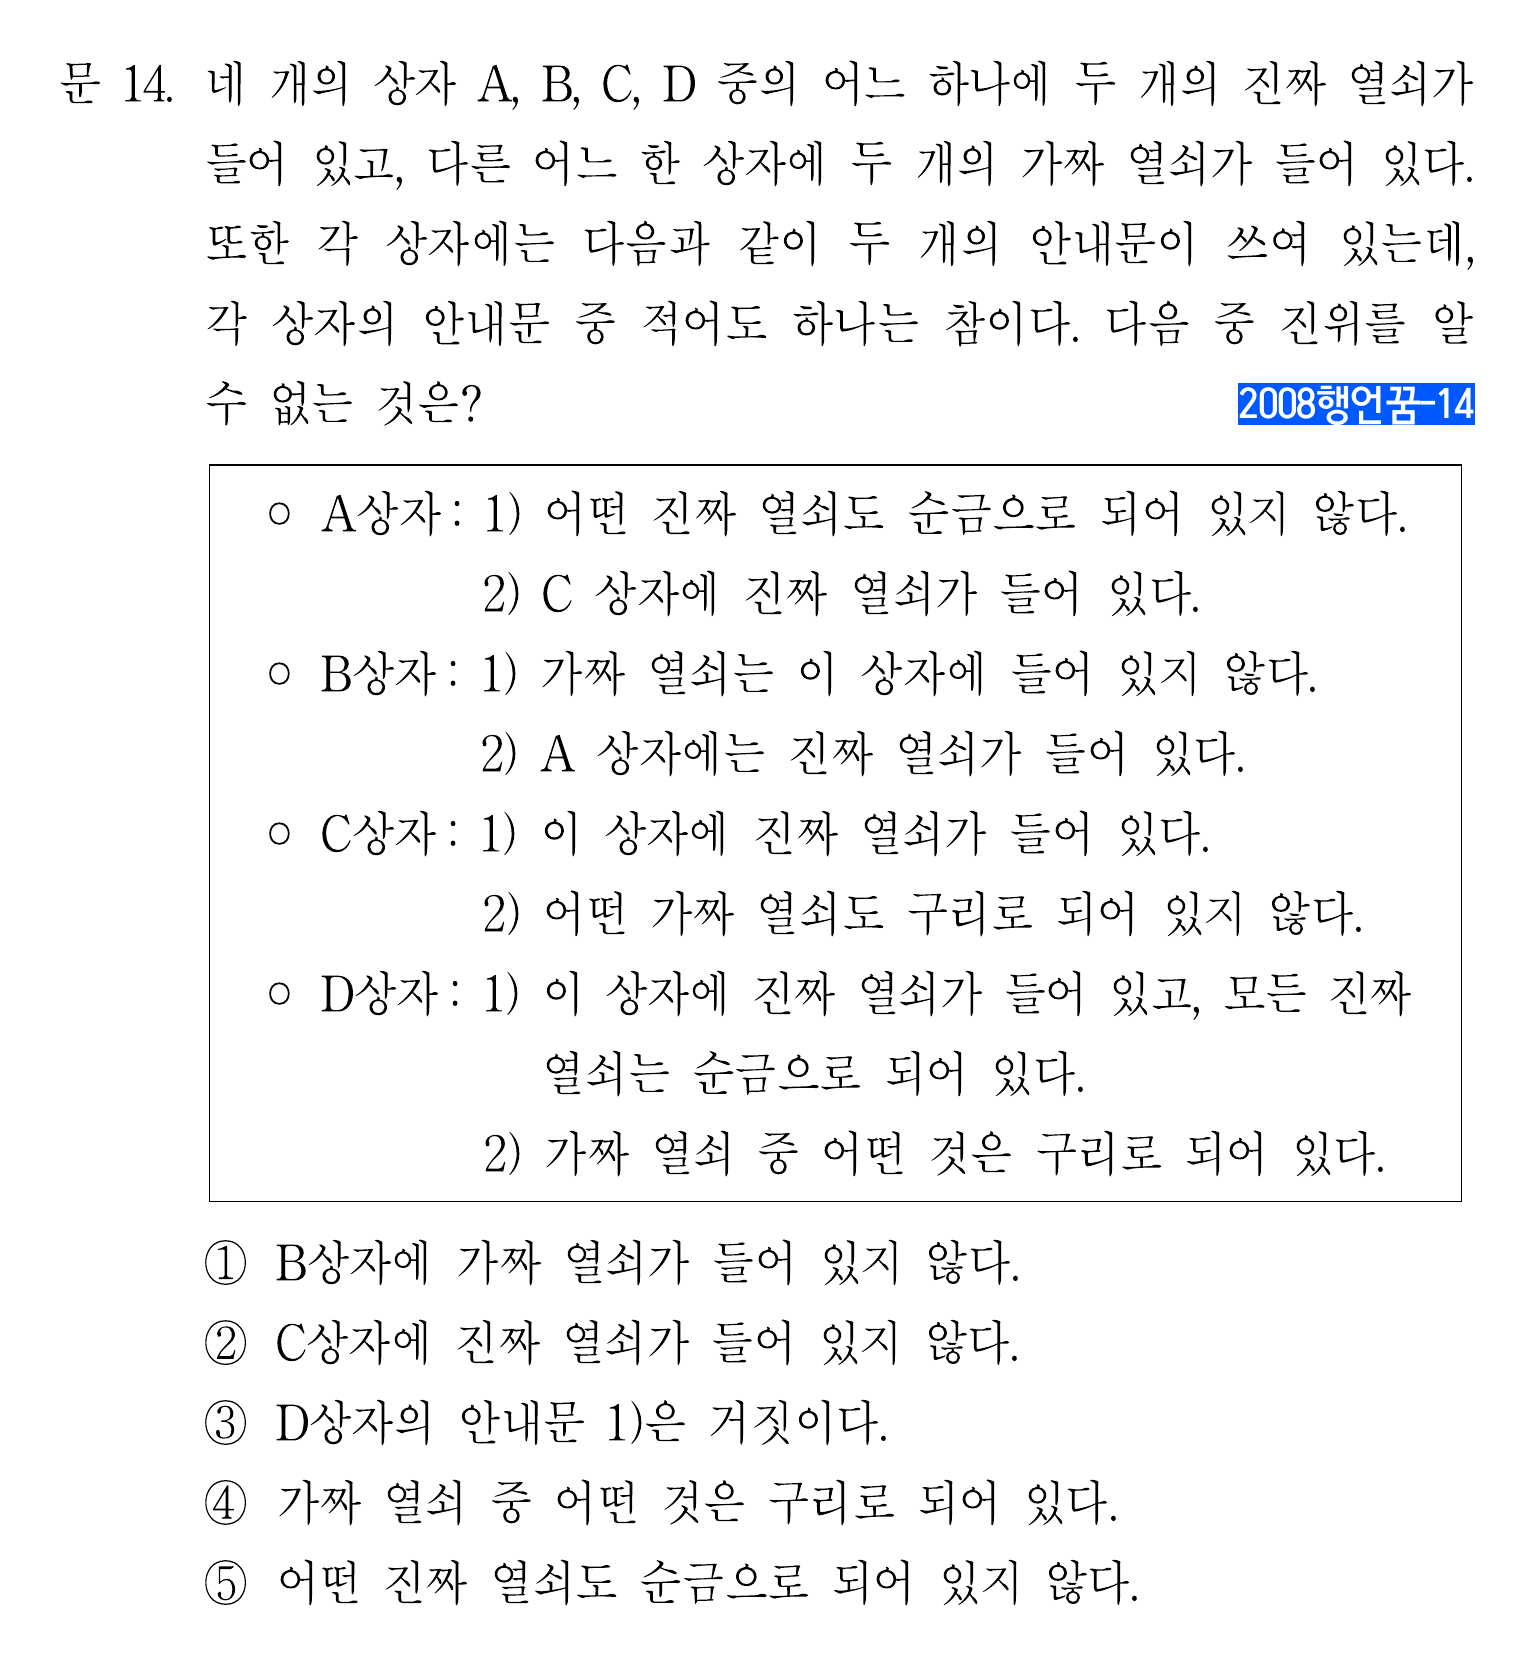 문 14. 네 개의 상자 A, B, C, D 중의 어느 하나에 두 개의 진짜 열쇠가
들어 있고, 다른 어느 한 상자에 두 개의 가짜 열쇠가 들어 있다.
또한 각 상자에는 다음과 같이 두 개의 안내문이 쓰여 있는데,
각 상자의 안내문 중 적어도 하나는 참이다. 다음 중 진위를 알
수 없는 것은? 2008행언꿈-14
○ A상자 : 1) 어떤 진짜 열쇠도 순금으로 되어 있지 않다.
2) C 상자에 진짜 열쇠가 들어 있다.
○ B상자 : 1) 가짜 열쇠는 이 상자에 들어 있지 않다.
2) A 상자에는 진짜 열쇠가 들어 있다.
○ C상자 : 1) 이 상자에 진짜 열쇠가 들어 있다.
2) 어떤 가짜 열쇠도 구리로 되어 있지 않다.
○ D상자 : 1) 이 상자에 진짜 열쇠가 들어 있고, 모든 진짜
열쇠는 순금으로 되어 있다.
2) 가짜 열쇠 중 어떤 것은 구리로 되어 있다.
① B상자에 가짜 열쇠가 들어 있지 않다.
② C상자에 진짜 열쇠가 들어 있지 않다.
③ D상자의 안내문 1)은 거짓이다.
④ 가짜 열쇠 중 어떤 것은 구리로 되어 있다.
⑤ 어떤 진짜 열쇠도 순금으로 되어 있지 않다.